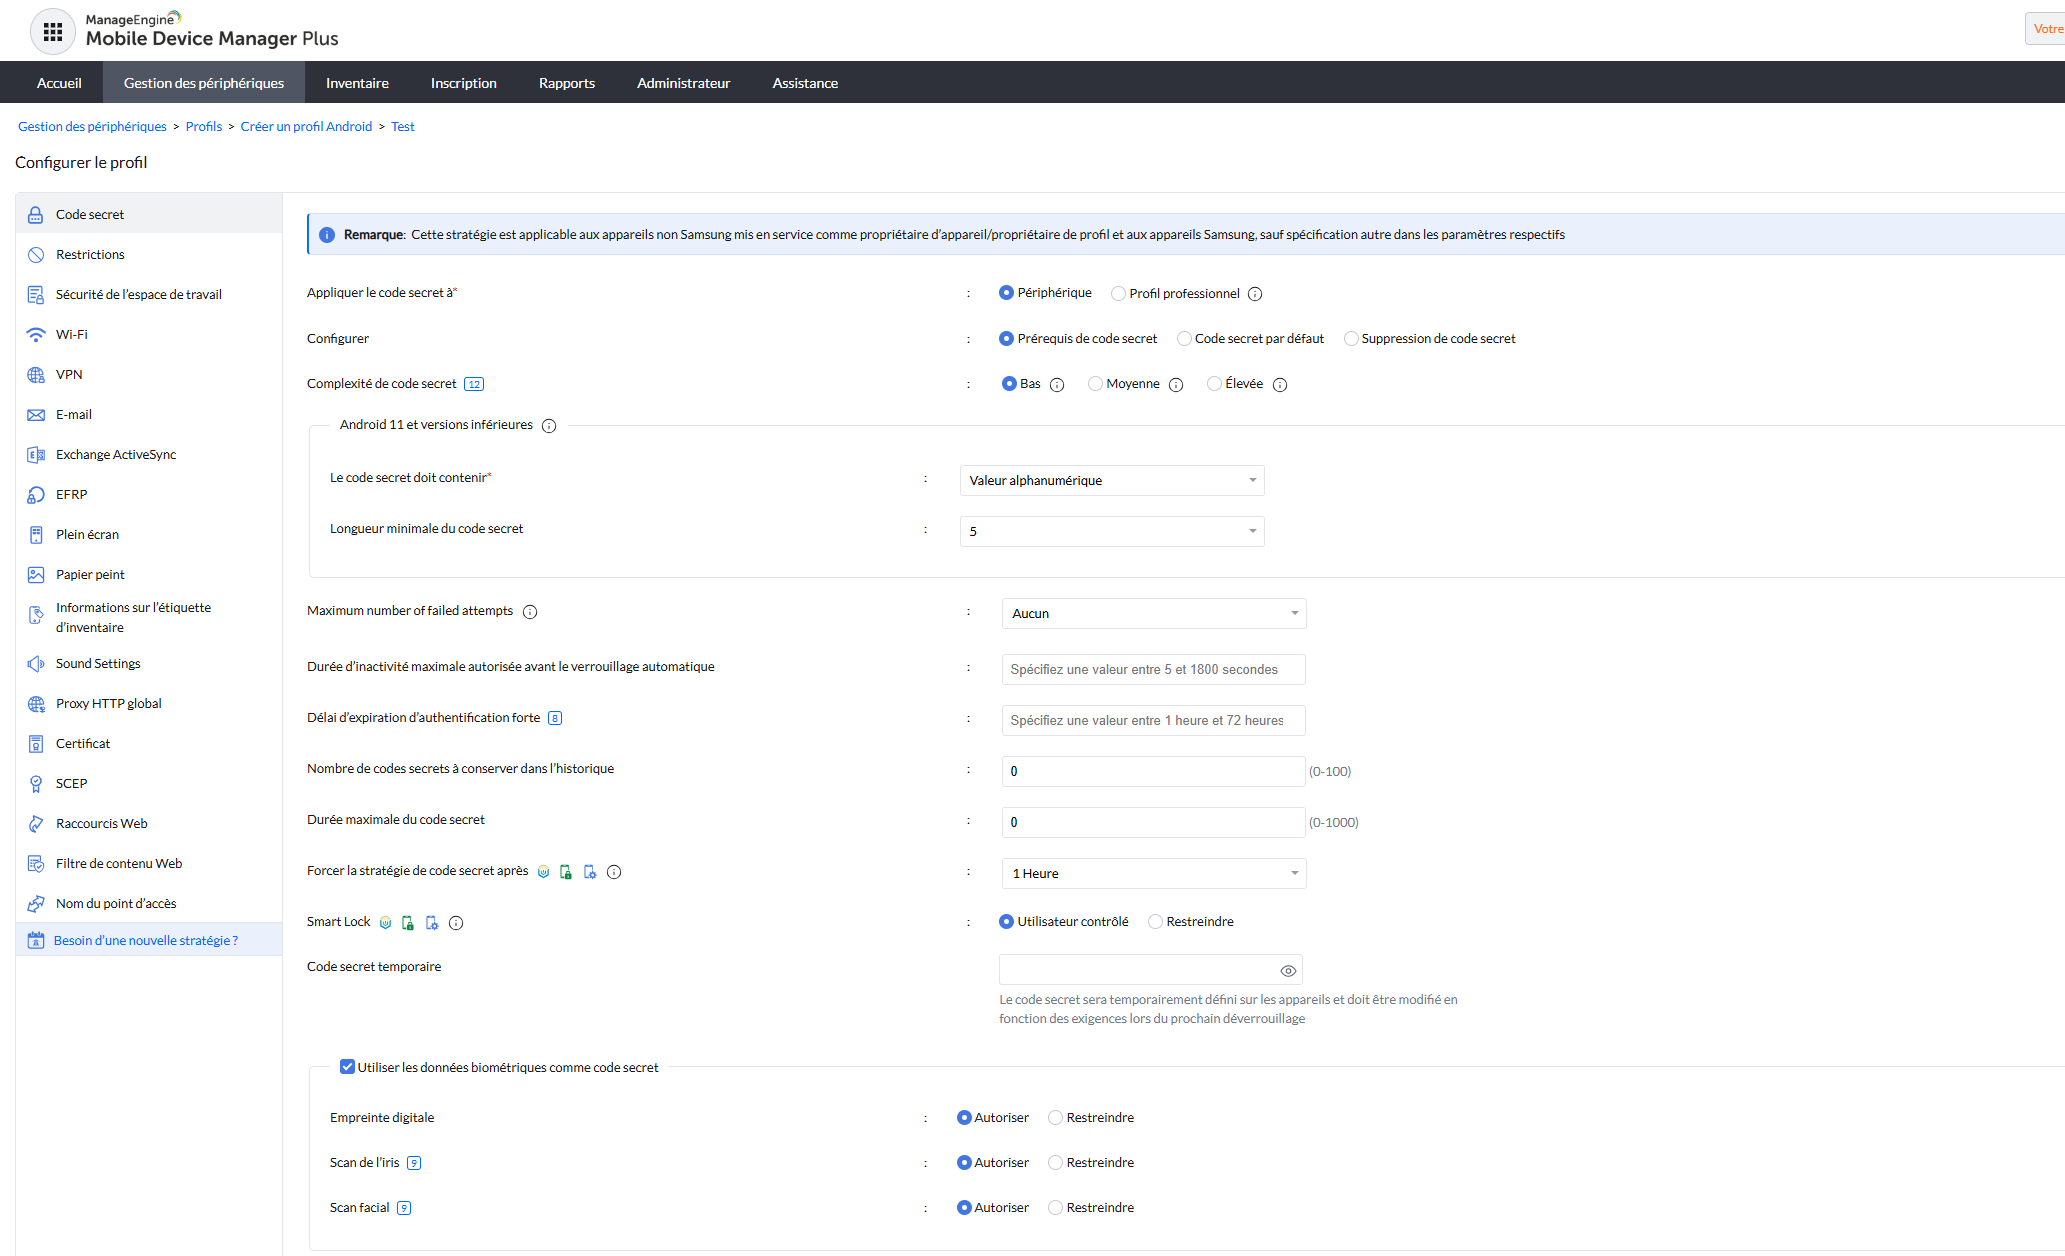 ManageEngine
Mobile Device Manager Plus
Votre
Accueil Gestion des périphériques Inventaire Inscription Rapports Administrateur Assistance
Gestion des périphériques > Profils > Créer un profil Android > Test
Configurer le profil
Code secret
Restrictions
Sécurité de l'espace de travail
Wi-Fi
VPN
E-mail
Exchange ActiveSync
EFRP
Plein écran
Papier peint
Informations sur l'étiquette
d'inventaire
Sound Settings
Proxy HTTP global
Certificat
SCEP
Raccourcis Web
Filtre de contenu Web
Nom du point d'accès
Besoin d'une nouvelle stratégie ?
Remarque: Cette stratégie est applicable aux appareils non Samsung mis en service comme propriétaire d'appareil/propriétaire de profil et aux appareils Samsung, sauf spécification autre dans les paramètres respectifs
Appliquer le code secret à* : Périphérique Profil professionnel
Configurer : Prérequis de code secret Code secret par défaut Suppression de code secret
Complexité de code secret 12 : Bas Moyenne Élevée
Android 11 et versions inférieures
Le code secret doit contenir* : Valeur alphanumérique
Longueur minimale du code secret : 5
Maximum number of failed attempts : Aucun
Durée d'inactivité maximale autorisée avant le verrouillage automatique : Spécifiez une valeur entre 5 et 1800 secondes
Délai d'expiration d'authentification forte 8 : Spécifiez une valeur entre 1 heure et 72 heures
Nombre de codes secrets à conserver dans l'historique : 0 (0-100)
Durée maximale du code secret : 0 (0-1000)
Forcer la stratégie de code secret après : 1 Heure
Smart Lock : Utilisateur contrôlé Restreindre
Code secret temporaire
Le code secret sera temporairement défini sur les appareils et doit être modifié en
fonction des exigences lors du prochain déverrouillage
Utiliser les données biométriques comme code secret
Empreinte digitale : Autoriser Restreindre
Scan de l'iris 9 : Autoriser Restreindre
Scan facial 9 : Autoriser Restreindre